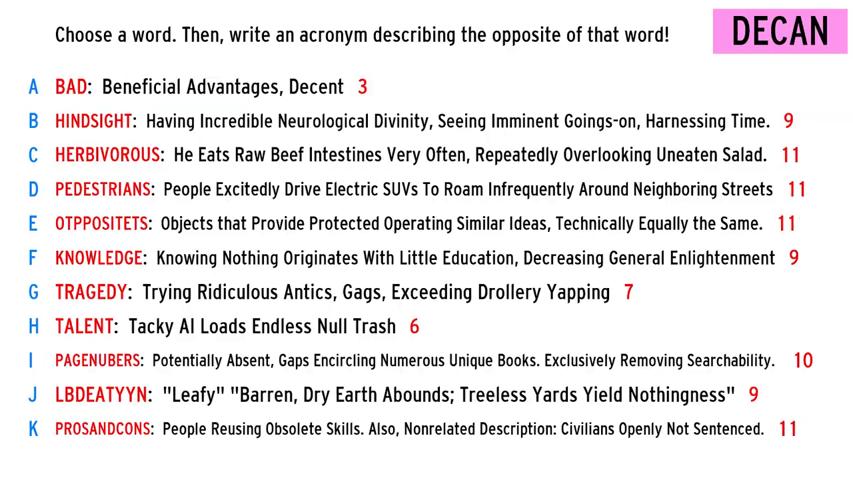 Choose a word. Then, write an acronym describing the opposite of that word!
DECAN
A BAD: Beneficial Advantages, Decent 3
B HINDSIGHT: Having Incredible Neurological Divinity, Seeing Imminent Goings-on, Harnessing Time. 9
C HERBIVOROUS: He Eats Raw Beef Intestines Very Often, Repeatedly Overlooking Uneaten Salad. 11
D PEDESTRIANS: People Excitedly Drive Electric SUVs To Roam Infrequently Around Neighboring Streets 11
E OTPPOSITETS: Objects that Provide Protected Operating Similar Ideas, Technically Equally the Same. 11
F KNOWLEDGE: Knowing Nothing Originates With Little Education, Decreasing General Enlightenment 9
G TRAGEDY: Trying Ridiculous Antics, Gags, Exceeding Drollery Yapping 7
H TALENT: Tacky AI Loads Endless Null Trash 6
I PAGENUBERS: Potentially Absent, Gaps Encircling Numerous Unique Books. Exclusively Removing Searchability. 10
J LBDEATYYN: "Leafy" "Barren, Dry Earth Abounds; Treeless Yards Yield Nothingness" 9
K PROSANDCONS: People Reusing Obsolete Skills. Also, Nonrelated Description: Civilians Openly Not Sentenced. 11